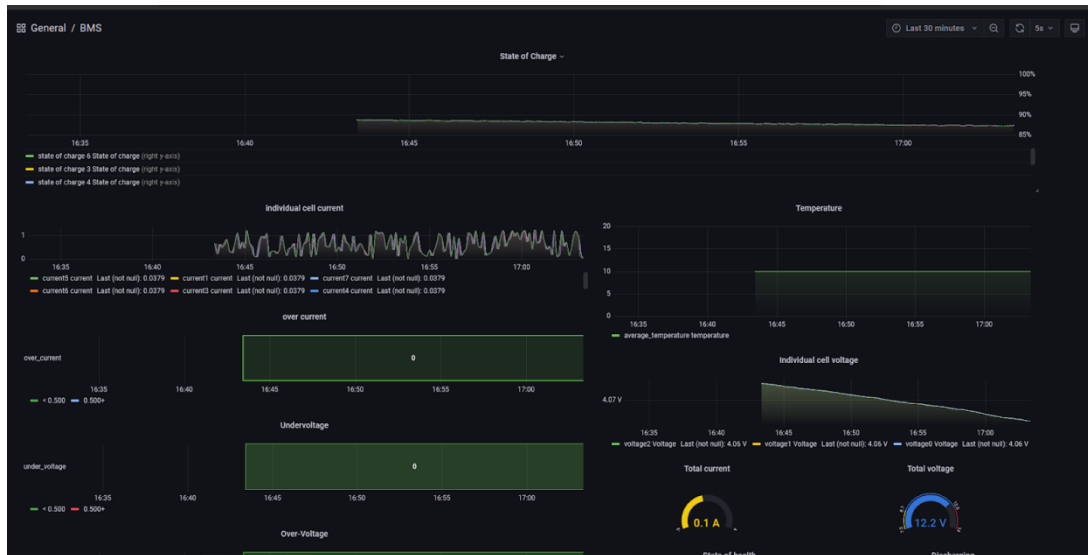 General / BMS
Last 30 minutes
5s
State of Charge
100%
95%
90%
85%
16:35 16:40 16:45 16:50 16:55 17:00
state of charge 6 State of charge (right y-axis)
state of charge 3 State of charge (right y-axis)
state of charge 4 State of charge (right y-axis)
individual cell current
1
0
16:35 16:40 16:45 16:50 16:55 17:00
current5 current Last (not null): 0.0379 current1 current Last (not null): 0.0379 current7 current Last (not null): 0.0379
current6 current Last (not null): 0.0379 current3 current Last (not null): 0.0379 current4 current Last (not null): 0.0379
Temperature
20
15
10
5
0
16:35 16:40 16:45 16:50 16:55 17:00
average_temperature temperature
over current
over_current
0
16:35 16:40 16:45 16:50 16:55 17:00
< 0.500 0.500+
Individual cell voltage
4.07 V
16:35 16:40 16:45 16:50 16:55 17:00
voltage2 Voltage Last (not null): 4.06 V voltage1 Voltage Last (not null): 4.06 V voltage0 Voltage Last (not null): 4.06 V
Undervoltage
under_voltage
0
16:35 16:40 16:45 16:50 16:55 17:00
< 0.500 0.500+
Total current
0.1 A
Total voltage
12.2 V
Over-Voltage
State of health
Discharging